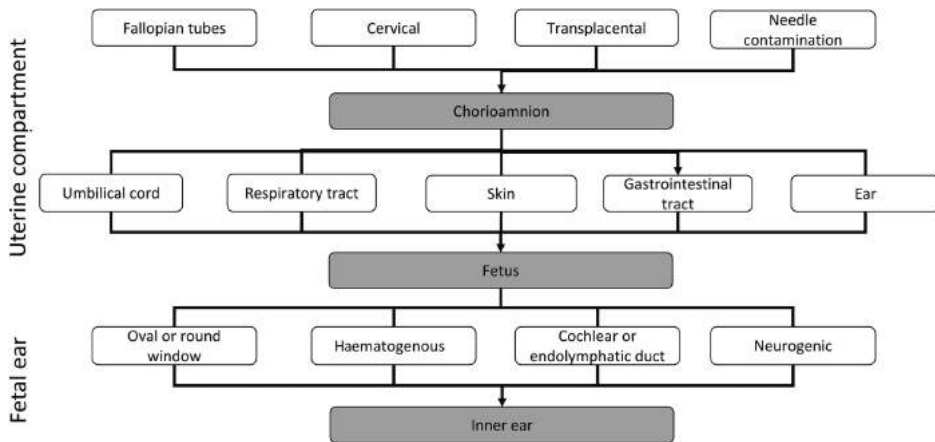 Fallopian tubes
Cervical
Transplacental
Needle
contamination
Chorioamnion
Uterine compartment
Umbilical cord
Respiratory tract
Skin
Gastrointestinal
tract
Ear
Fetus
Fetal ear
Oval or round
window
Haematogenous
Cochlear or
endolymphatic duct
Neurogenic
Inner ear